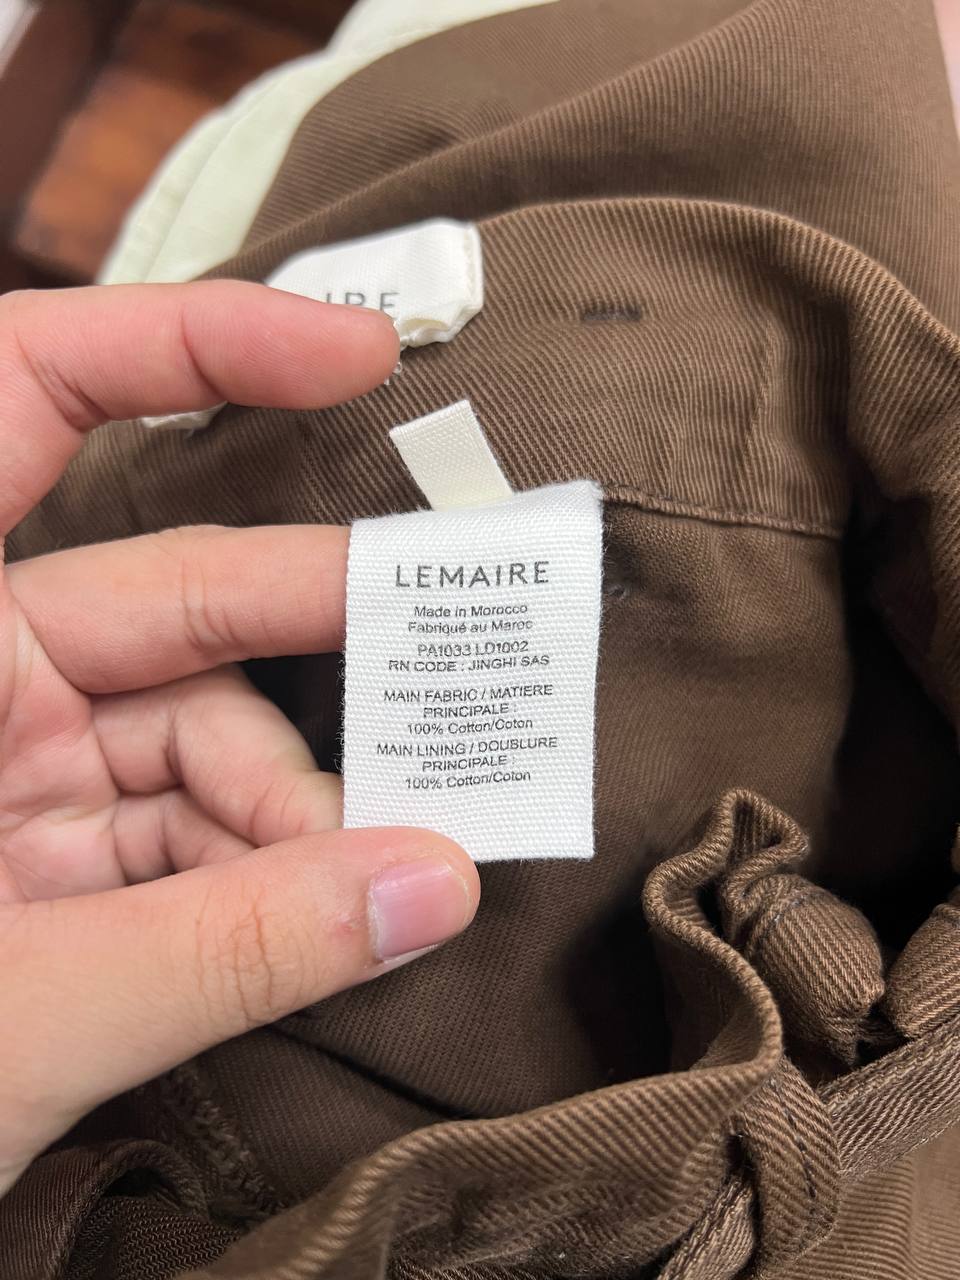 LEMAIRE
Made in Morocco
Fabriqué au Maroc
PA1033 LD1002
RN CODE : JINGHI SAS
MAIN FABRIC / MATIERE
PRINCIPALE :
100% Cotton/Coton
MAIN LINING / DOUBLURE
PRINCIPALE :
100% Cotton/Coton